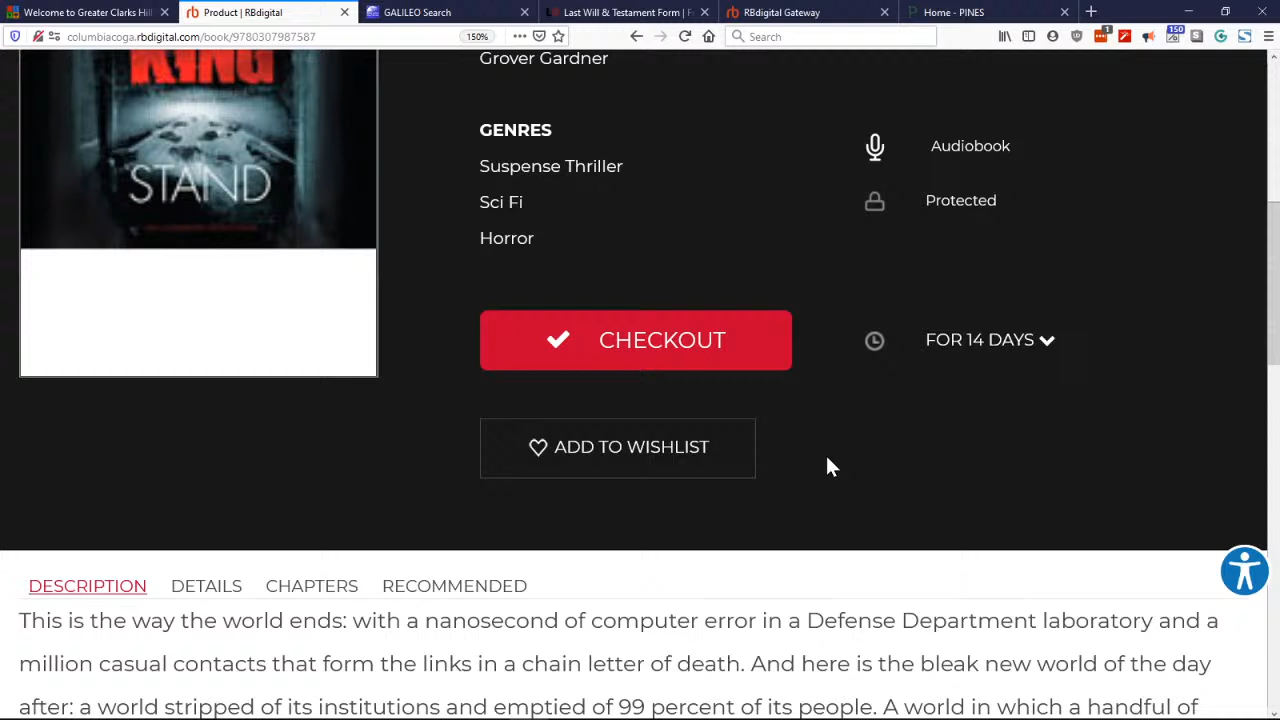 Welcome to Greater Clarks Hill
Product | RBdigital
GALILEO Search
Last Will & Testament Form | F
RBdigital Gateway
Home - PINES
columbiacoga.rbdigital.com/book/9780307987587
150%
Search
150
KING
STAND
Grover Gardner
GENRES
Suspense Thriller
Sci Fi
Horror
Audiobook
Protected
CHECKOUT
FOR 14 DAYS
ADD TO WISHLIST
DESCRIPTION DETAILS CHAPTERS RECOMMENDED
This is the way the world ends: with a nanosecond of computer error in a Defense Department laboratory and a
million casual contacts that form the links in a chain letter of death. And here is the bleak new world of the day
after: a world stripped of its institutions and emptied of 99 percent of its people. A world in which a handful of